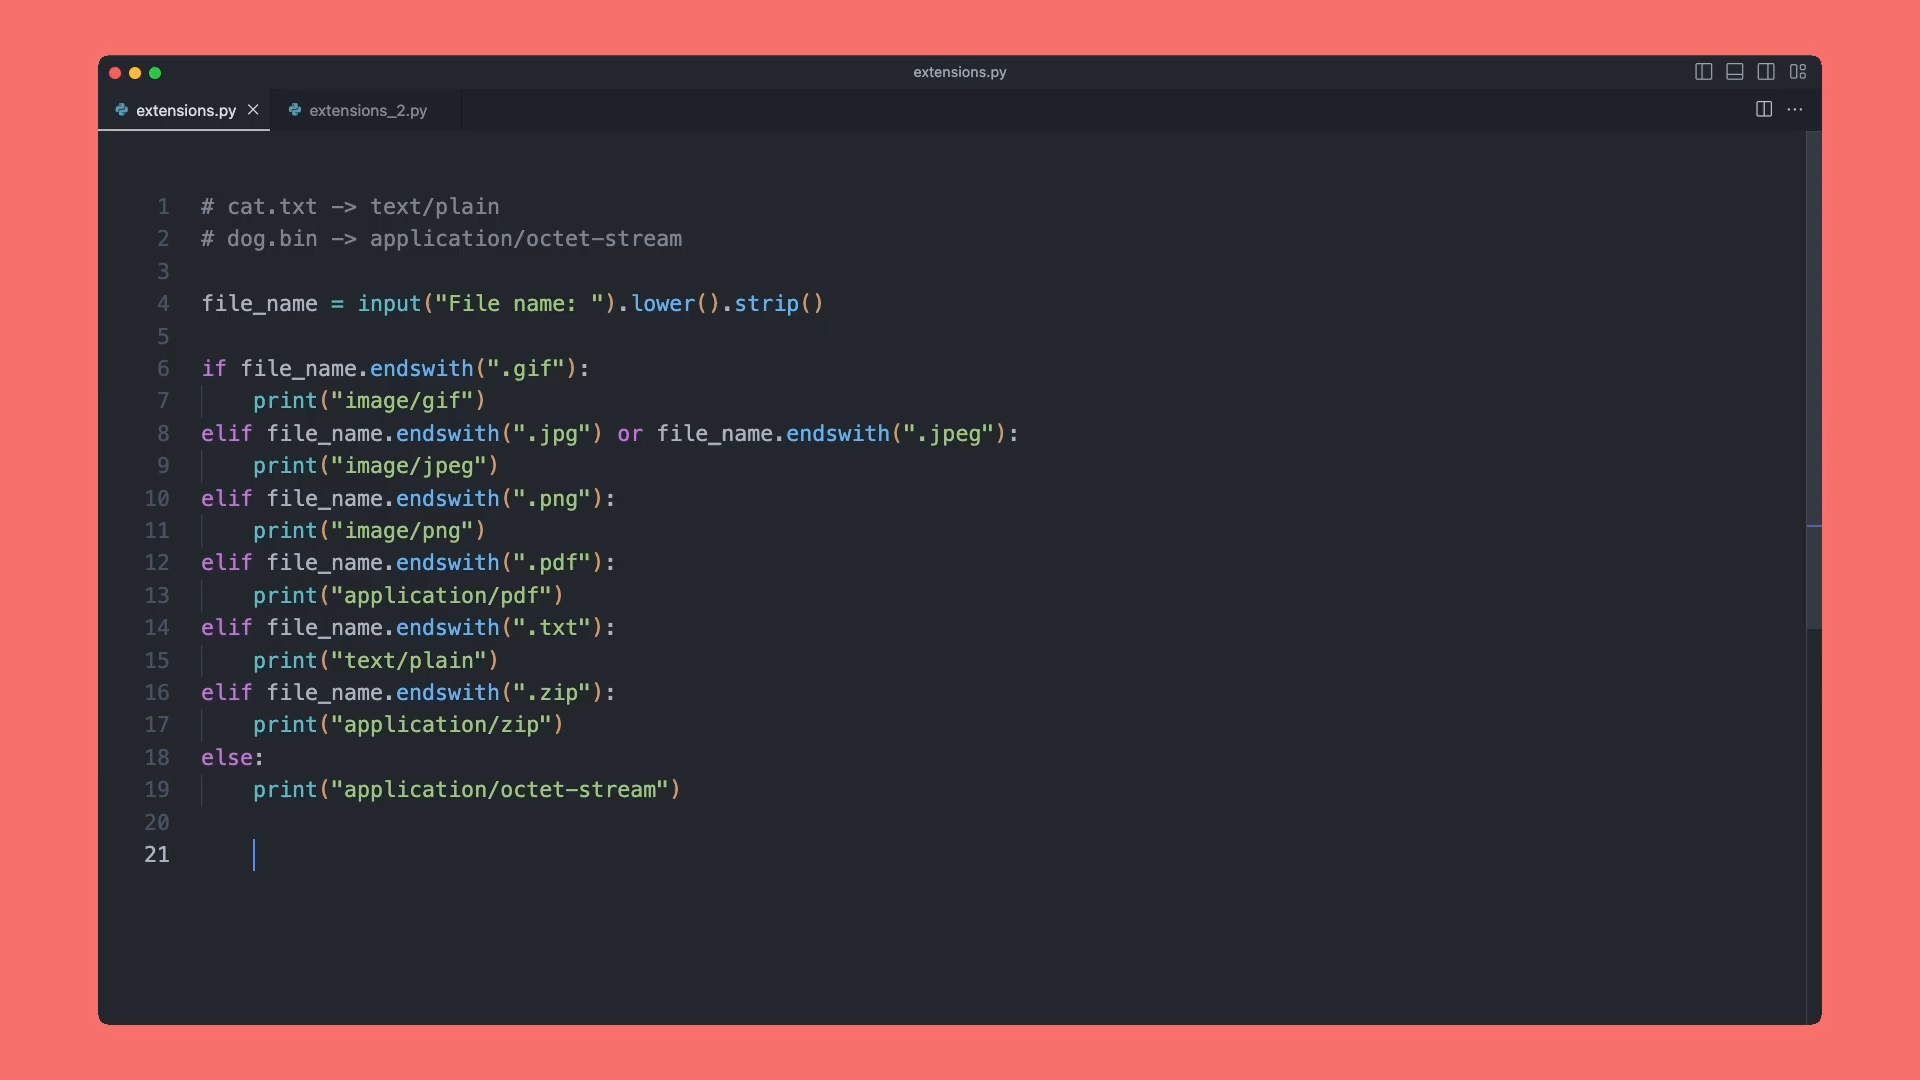 extensions.py
extensions.py extensions_2.py
1 # cat.txt -> text/plain
2 # dog.bin -> application/octet-stream
3
4 file_name = input("File name: ").lower().strip()
5
6 if file_name.endswith(".gif"):
7     print("image/gif")
8 elif file_name.endswith(".jpg") or file_name.endswith(".jpeg"):
9     print("image/jpeg")
10 elif file_name.endswith(".png"):
11     print("image/png")
12 elif file_name.endswith(".pdf"):
13     print("application/pdf")
14 elif file_name.endswith(".txt"):
15     print("text/plain")
16 elif file_name.endswith(".zip"):
17     print("application/zip")
18 else:
19     print("application/octet-stream")
20
21